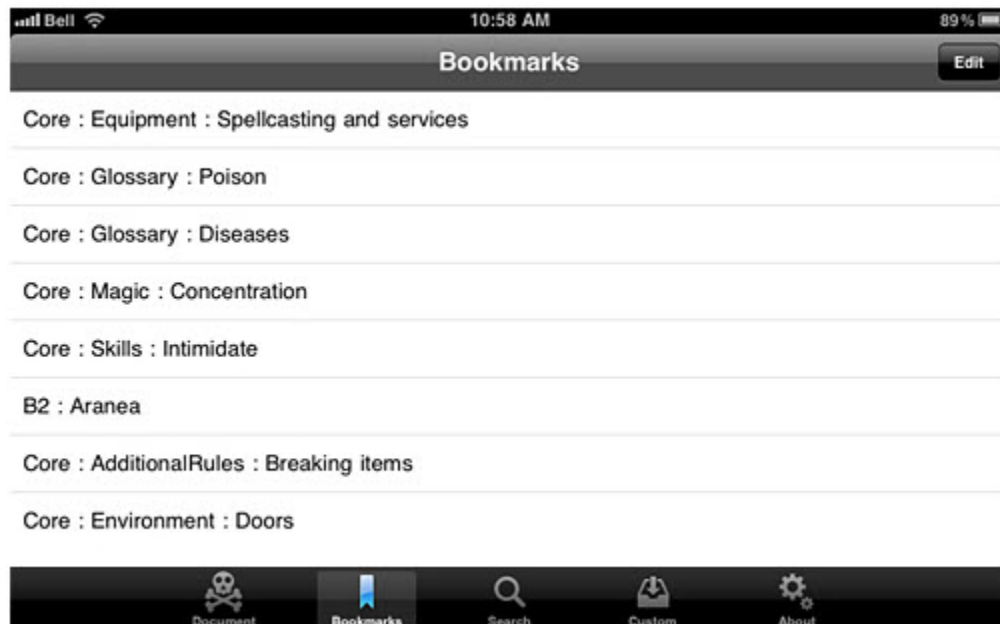 Bell 10:58 AM 89%
Bookmarks Edit
Core : Equipment : Spellcasting and services
Core : Glossary : Poison
Core : Glossary : Diseases
Core : Magic : Concentration
Core : Skills : Intimidate
B2 : Aranea
Core : AdditionalRules : Breaking items
Core : Environment : Doors
Document Bookmarks Search Custom About